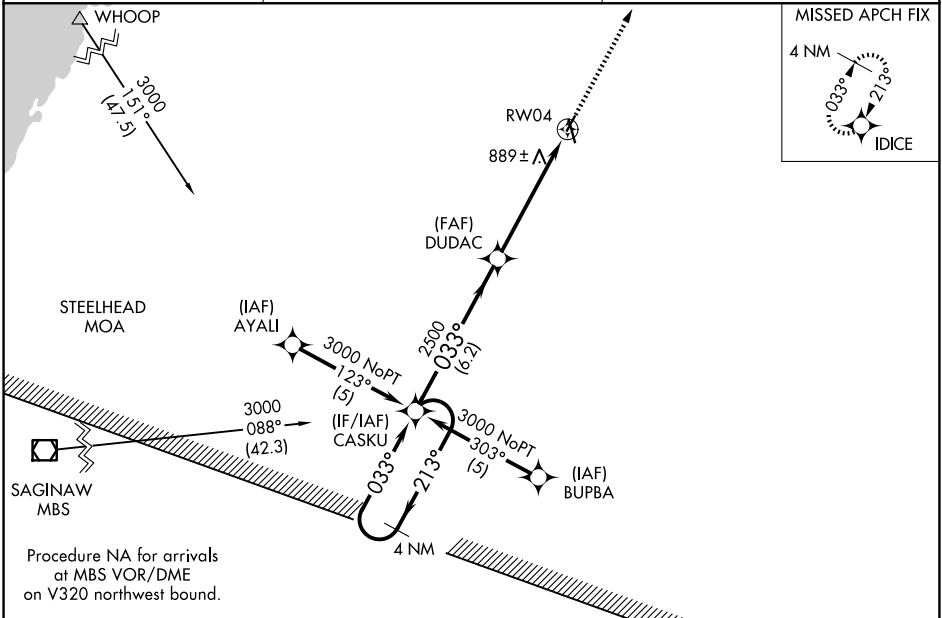 WHOOP
3000
151°
(47.5)
MISSED APCH FIX
4 NM
033°
213°
IDICE
RW04
889±
(FAF)
DUDAC
STEELHEAD
MOA
(IAF)
AYALI
3000 NoPT
123°
(5)
2500
033°
(6.2)
3000
088°
(42.3)
(IF/IAF)
CASKU
3000 NoPT
303°
(5)
(IAF)
BUPBA
033°
213°
4 NM
SAGINAW
MBS
Procedure NA for arrivals
at MBS VOR/DME
on V320 northwest bound.